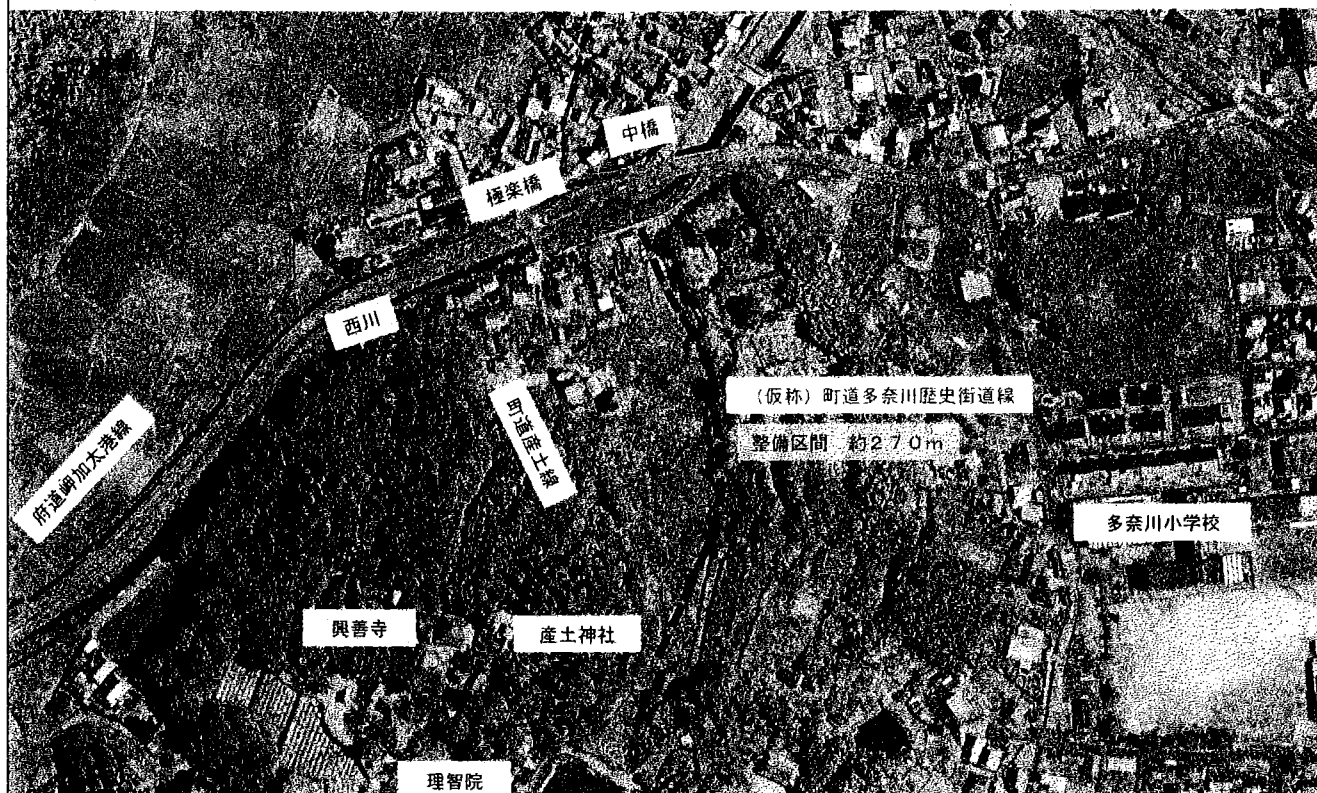 中橋
極楽橋
西川
(仮称)町道多奈川歴史街道線
整備区間 約270m
町道産土線
府道岬加太港線
多奈川小学校
興善寺
産土神社
理智院